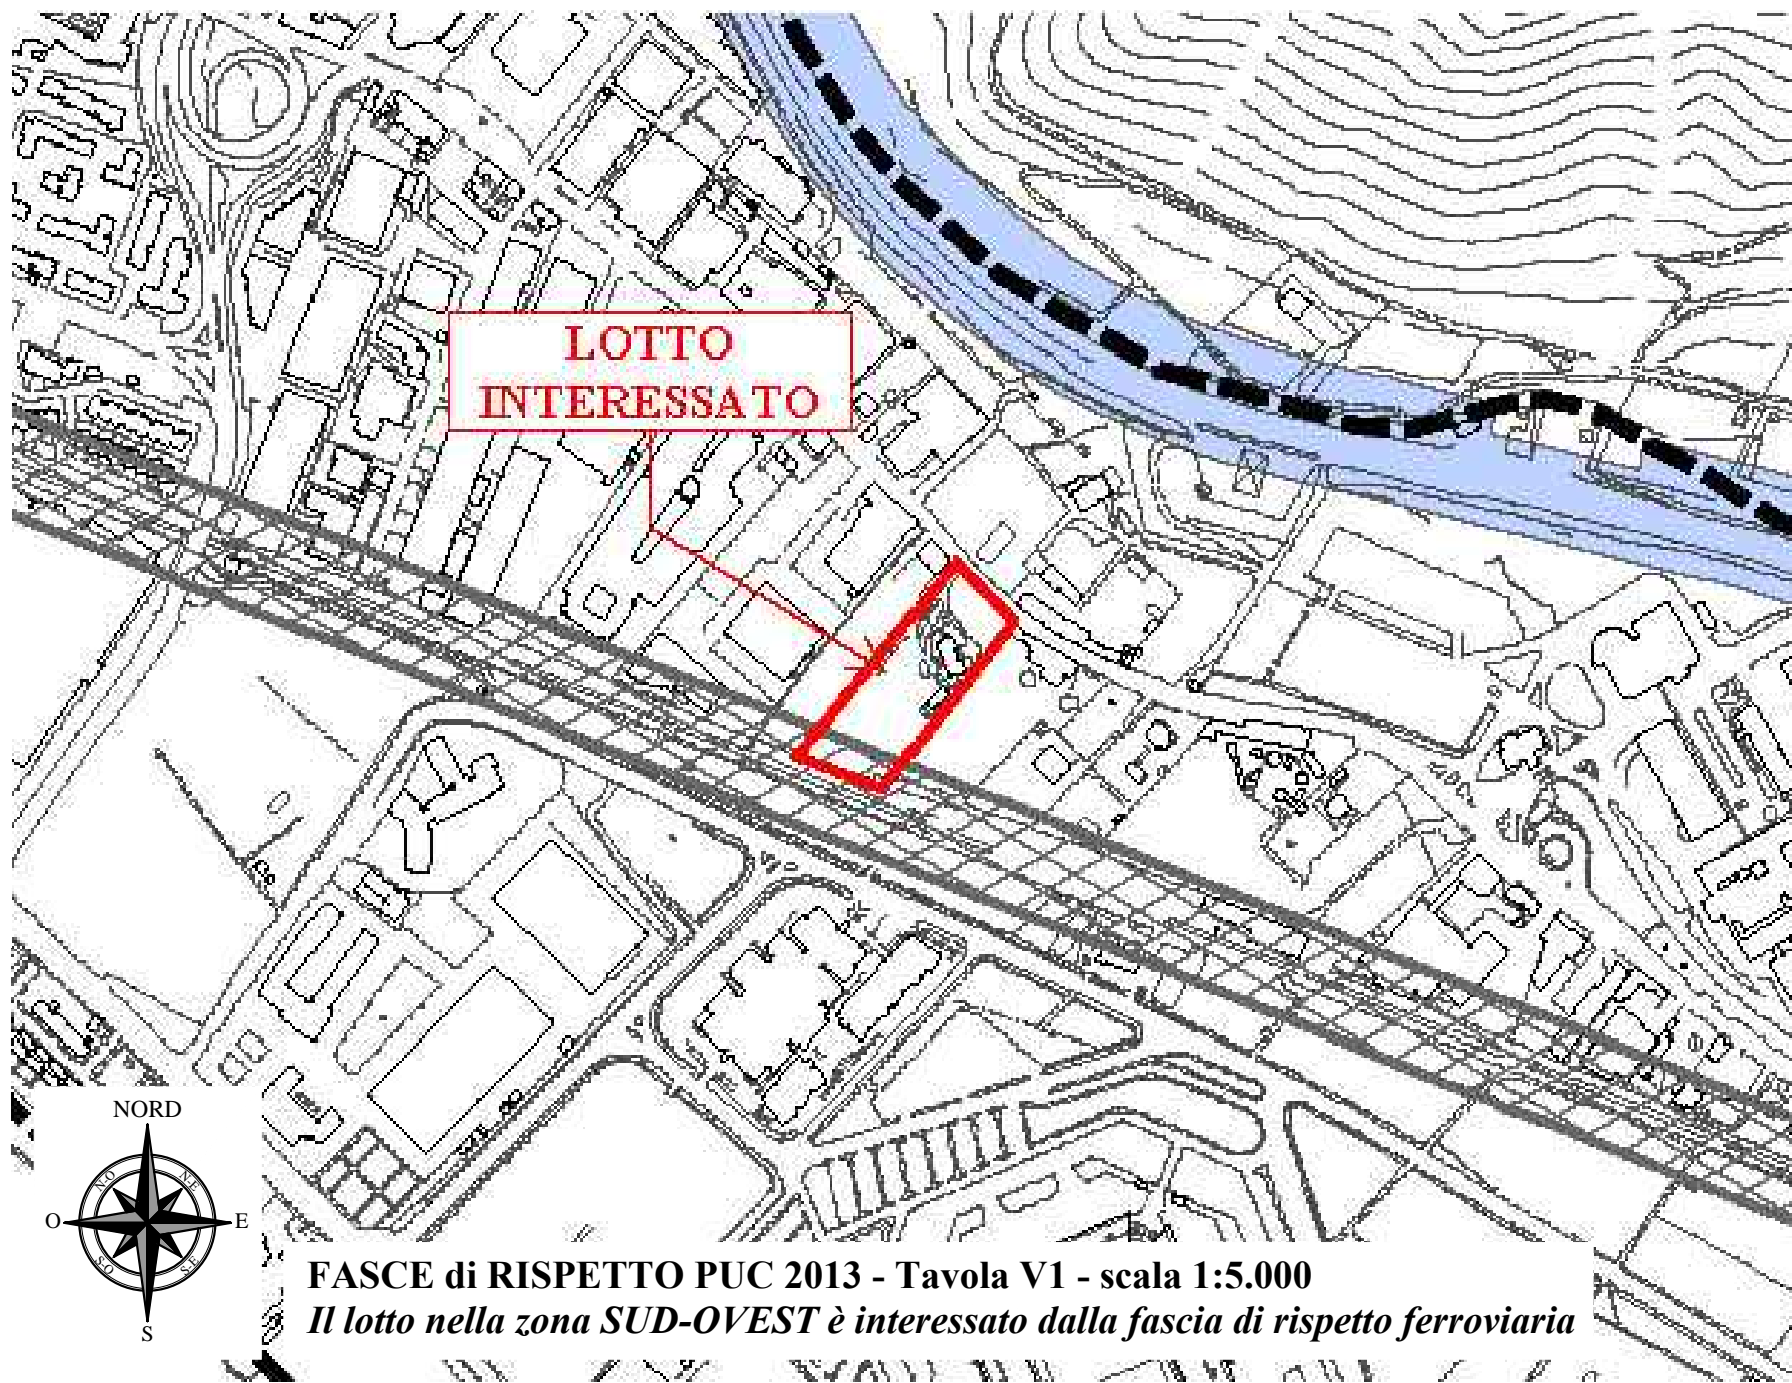 LOTTO
INTERESSATO
NORD
N-O
N-E
O
E
S-O
S-E
S
FASCE di RISPETTO PUC 2013 - Tavola V1 - scala 1:5.000
Il lotto nella zona SUD-OVEST è interessato dalla fascia di rispetto ferroviaria